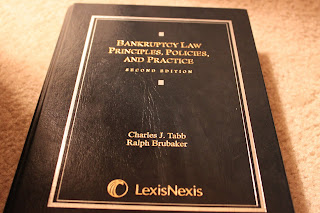 BANKRUPTCY LAW
PRINCIPLES, POLICIES,
AND PRACTICE
SECOND EDITION
Charles J. Tabb
Ralph Brubaker
LexisNexis